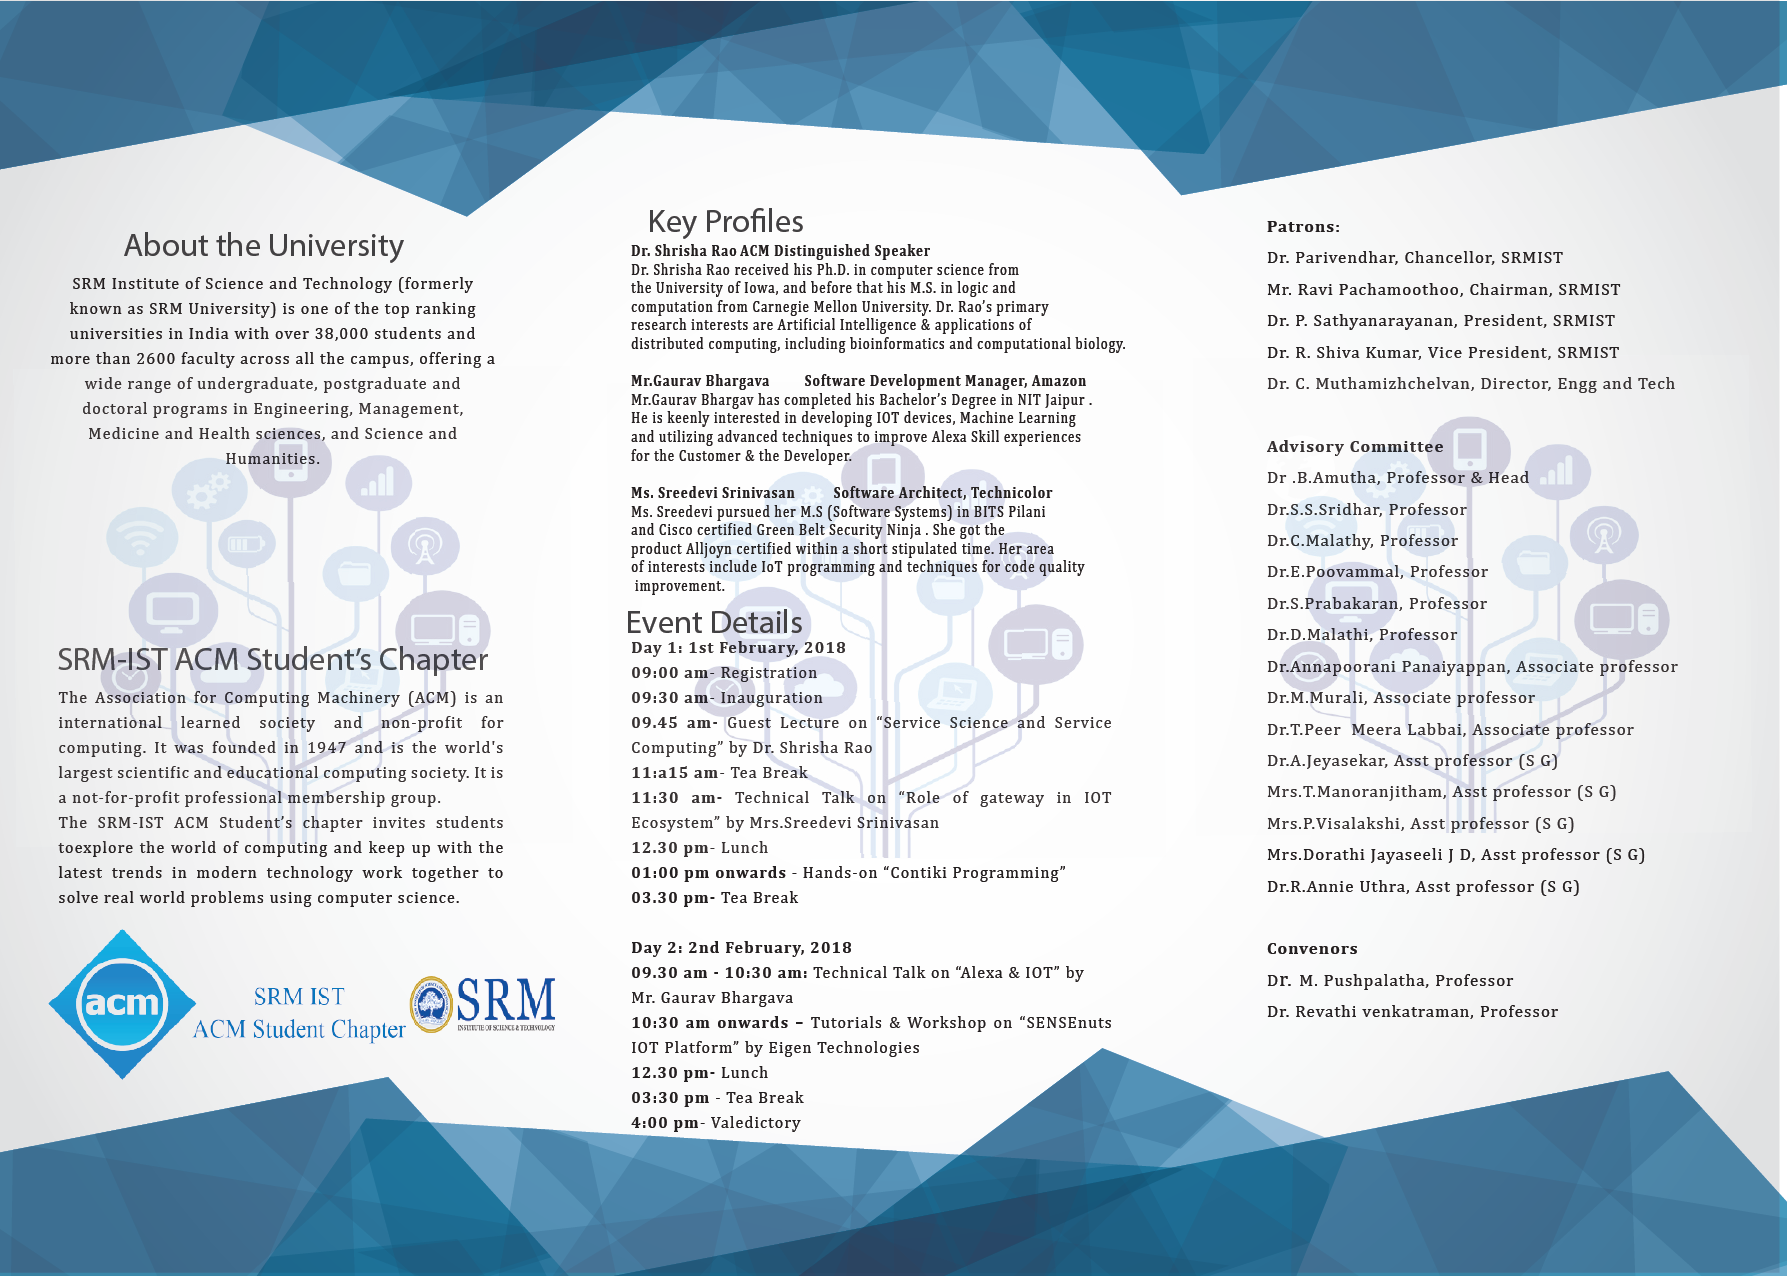 About the University
SRM Institute of Science and Technology (formerly
known as SRM University) is one of the top ranking
universities in India with over 38,000 students and
more than 2600 faculty across all the campus, offering a
wide range of undergraduate, postgraduate and
doctoral programs in Engineering, Management,
Medicine and Health sciences, and Science and
Humanities.
SRM-IST ACM Student’s Chapter
The Association for Computing Machinery (ACM) is an
international learned society and non-profit for
computing. It was founded in 1947 and is the world's
largest scientific and educational computing society. It is
a not-for-profit professional membership group.
The SRM-IST ACM Student’s chapter invites students
toexplore the world of computing and keep up with the
latest trends in modern technology work together to
solve real world problems using computer science.
acm
SRM IST
ACM Student Chapter
SRM
INSTITUTE OF SCIENCE & TECHNOLOGY
Key Profiles
Dr. Shrisha Rao ACM Distinguished Speaker
Dr. Shrisha Rao received his Ph.D. in computer science from
the University of Iowa, and before that his M.S. in logic and
computation from Carnegie Mellon University. Dr. Rao’s primary
research interests are Artificial Intelligence & applications of
distributed computing, including bioinformatics and computational biology.
Mr.Gaurav Bhargava Software Development Manager, Amazon
Mr.Gaurav Bhargav has completed his Bachelor’s Degree in NIT Jaipur .
He is keenly interested in developing IOT devices, Machine Learning
and utilizing advanced techniques to improve Alexa Skill experiences
for the Customer & the Developer.
Ms. Sreedevi Srinivasan Software Architect, Technicolor
Ms. Sreedevi pursued her M.S (Software Systems) in BITS Pilani
and Cisco certified Green Belt Security Ninja . She got the
product Alljoyn certified within a short stipulated time. Her area
of interests include IoT programming and techniques for code quality
improvement.
Event Details
Day 1: 1st February, 2018
09:00 am- Registration
09:30 am- Inauguration
09.45 am- Guest Lecture on “Service Science and Service
Computing” by Dr. Shrisha Rao
11:a15 am- Tea Break
11:30 am- Technical Talk on “Role of gateway in IOT
Ecosystem” by Mrs.Sreedevi Srinivasan
12.30 pm- Lunch
01:00 pm onwards - Hands-on “Contiki Programming”
03.30 pm- Tea Break
Day 2: 2nd February, 2018
09.30 am - 10:30 am: Technical Talk on “Alexa & IOT” by
Mr. Gaurav Bhargava
10:30 am onwards – Tutorials & Workshop on “SENSEnuts
IOT Platform” by Eigen Technologies
12.30 pm- Lunch
03:30 pm - Tea Break
4:00 pm- Valedictory
Patrons:
Dr. Parivendhar, Chancellor, SRMIST
Mr. Ravi Pachamoothoo, Chairman, SRMIST
Dr. P. Sathyanarayanan, President, SRMIST
Dr. R. Shiva Kumar, Vice President, SRMIST
Dr. C. Muthamizhchelvan, Director, Engg and Tech
Advisory Committee
Dr .B.Amutha, Professor & Head
Dr.S.S.Sridhar, Professor
Dr.C.Malathy, Professor
Dr.E.Poovammal, Professor
Dr.S.Prabakaran, Professor
Dr.D.Malathi, Professor
Dr.Annapoorani Panaiyappan, Associate professor
Dr.M.Murali, Associate professor
Dr.T.Peer Meera Labbai, Associate professor
Dr.A.Jeyasekar, Asst professor (S G)
Mrs.T.Manoranjitham, Asst professor (S G)
Mrs.P.Visalakshi, Asst professor (S G)
Mrs.Dorathi Jayaseeli J D, Asst professor (S G)
Dr.R.Annie Uthra, Asst professor (S G)
Convenors
Dr. M. Pushpalatha, Professor
Dr. Revathi venkatraman, Professor